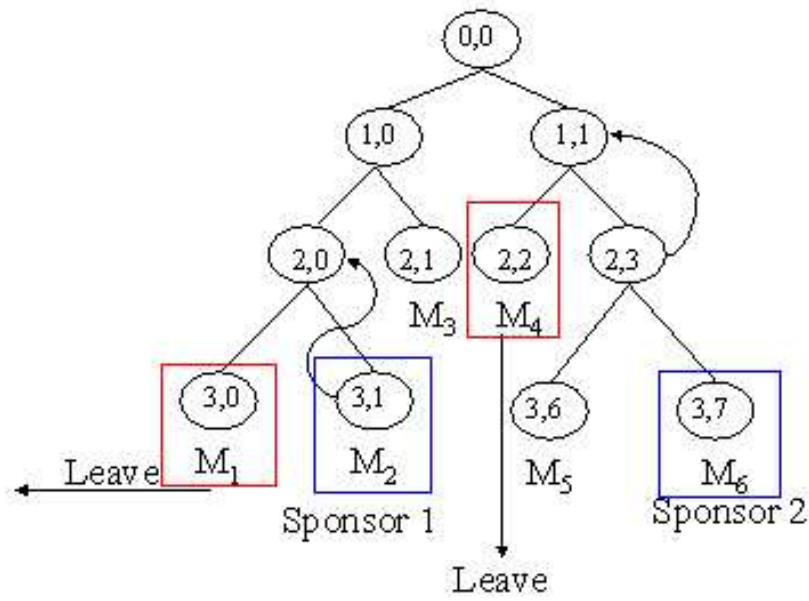 0,0
1,0
1,1
2,0
2,1
2,2
2,3
M3
M4
3,0
3,1
3,6
3,7
M1
M2
M5
M6
Leave
Sponsor 1
Sponsor 2
Leave